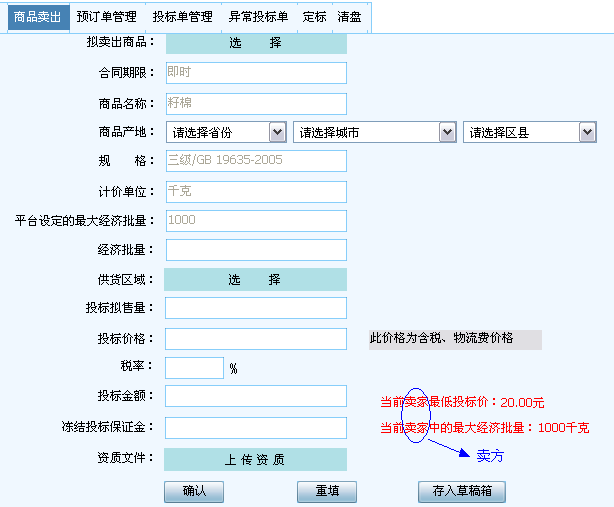 商品卖出 预订单管理 投标单管理 异常投标单 定标 清盘
拟卖出商品： 选 择
合同期限： 即时
商品名称： 籽棉
商品产地： 请选择省份 请选择城市 请选择区县
规 格： 三级/GB 19635-2005
计价单位： 千克
平台设定的最大经济批量： 1000
经济批量：
供货区域： 选 择
投标拟售量：
投标价格： 此价格为含税、物流费价格
税率： %
投标金额： 当前卖家最低投标价：20.00元
冻结投标保证金： 当前卖家中的最大经济批量：1000千克
卖方
资质文件： 上传资质
确认 重填 存入草稿箱